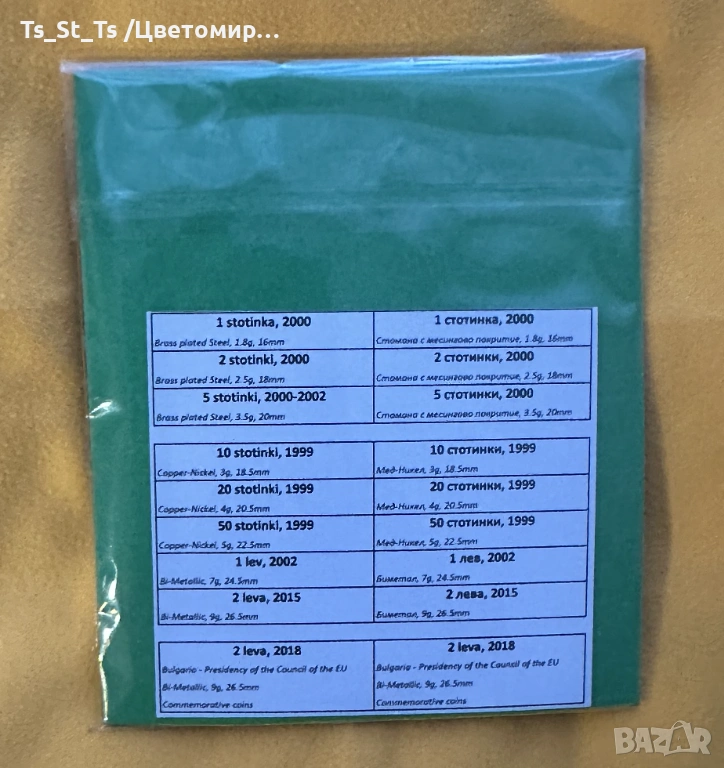 Ts_St_Ts /Цветомир...
1 stotinka, 2000
Brass plated Steel, 1.8g, 16mm
1 стотинка, 2000
Стомана с месингово покритие, 1.8g, 16mm
2 stotinki, 2000
Brass plated Steel, 2.5g, 18mm
2 стотинки, 2000
Стомана с месингово покритие, 2.5g, 18mm
5 stotinki, 2000-2002
Brass plated Steel, 3.5g, 20mm
5 стотинки, 2000
Стомана с месингово покритие, 3.5g, 20mm
10 stotinki, 1999
Copper-Nickel, 3g, 18.5mm
10 стотинки, 1999
Мед-Никел, 3g, 18.5mm
20 stotinki, 1999
Copper-Nickel, 4g, 20.5mm
20 стотинки, 1999
Мед-Никел, 4g, 20.5mm
50 stotinki, 1999
Copper-Nickel, 5g, 22.5mm
50 стотинки, 1999
Мед-Никел, 5g, 22.5mm
1 lev, 2002
Bi-Metallic, 7g, 24.5mm
1 лев, 2002
Биметал, 7g, 24.5mm
2 leva, 2015
Bi-Metallic, 9g, 26.5mm
2 лева, 2015
Биметал, 9g, 26.5mm
2 leva, 2018
Bulgaria - Presidency of the Council of the EU
Bi-Metallic, 9g, 26.5mm
Commemorative coins
2 leva, 2018
Bulgaria - Presidency of the Council of the EU
Bi-Metallic, 9g, 26.5mm
Commemorative coins
BAZAR